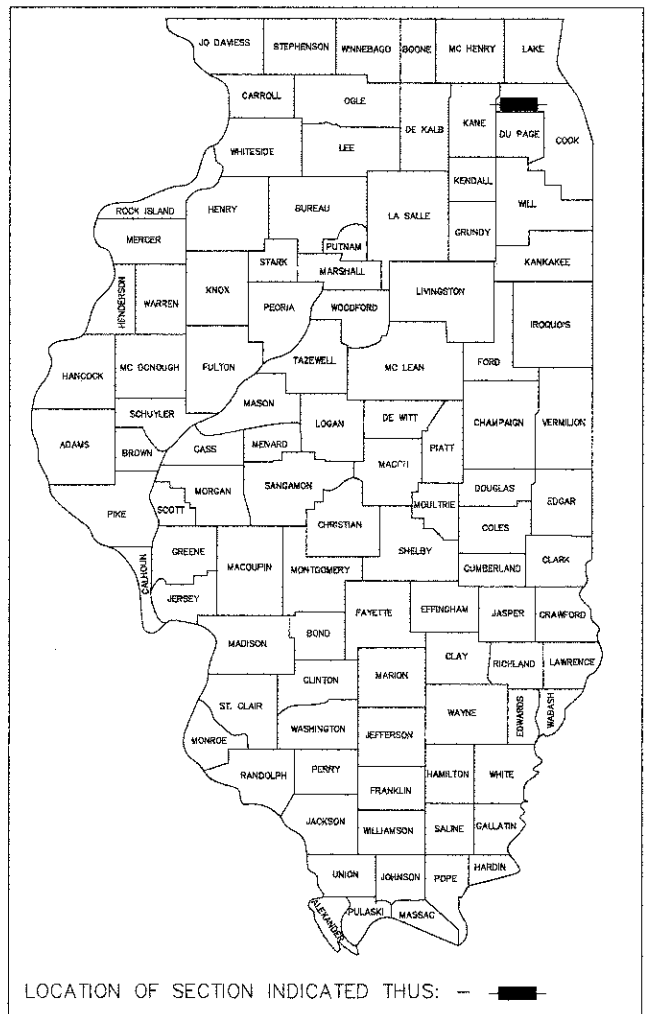 JO DAVIESS STEPHENSON WINNEBAGO BOONE MC HENRY LAKE
CARROLL OGLE DE KALB KANE DU PAGE COOK
WHITESIDE LEE
KENDALL WILL
ROCK ISLAND HENRY BUREAU LA SALLE GRUNDY
MERCER PUTNAM KANKAKEE
STARK MARSHALL
HENDERSON WARREN KNOX PEORIA WOODFORD LIVINGSTON IROQUO'S
HANCOCK MC DONOUGH FULTON TAZEWELL MC LEAN FORD
MASON
SCHUYLER LOGAN DE WITT CHAMPAIGN VERMILION
ADAMS BROWN CASS MENARD MACON PIATT
MORGAN SANGAMON DOUGLAS EDGAR
PIKE SCOTT CHRISTIAN MOULTRIE COLES
GREENE MACOUPIN MONTGOMERY SHELBY CUMBERLAND CLARK
CALHOUN JERSEY FAYETTE EFFINGHAM JASPER CRAWFORD
MADISON BOND CLAY RICHLAND LAWRENCE
CLINTON MARION
ST. CLAIR WAYNE EDWARDS WABASH
MONROE WASHINGTON JEFFERSON
RANDOLPH PERRY FRANKLIN HAMILTON WHITE
JACKSON WILLIAMSON SALINE GALLATIN
UNION JOHNSON POPE HARDIN
ALEXANDER PULASKI MASSAC
LOCATION OF SECTION INDICATED THUS: –